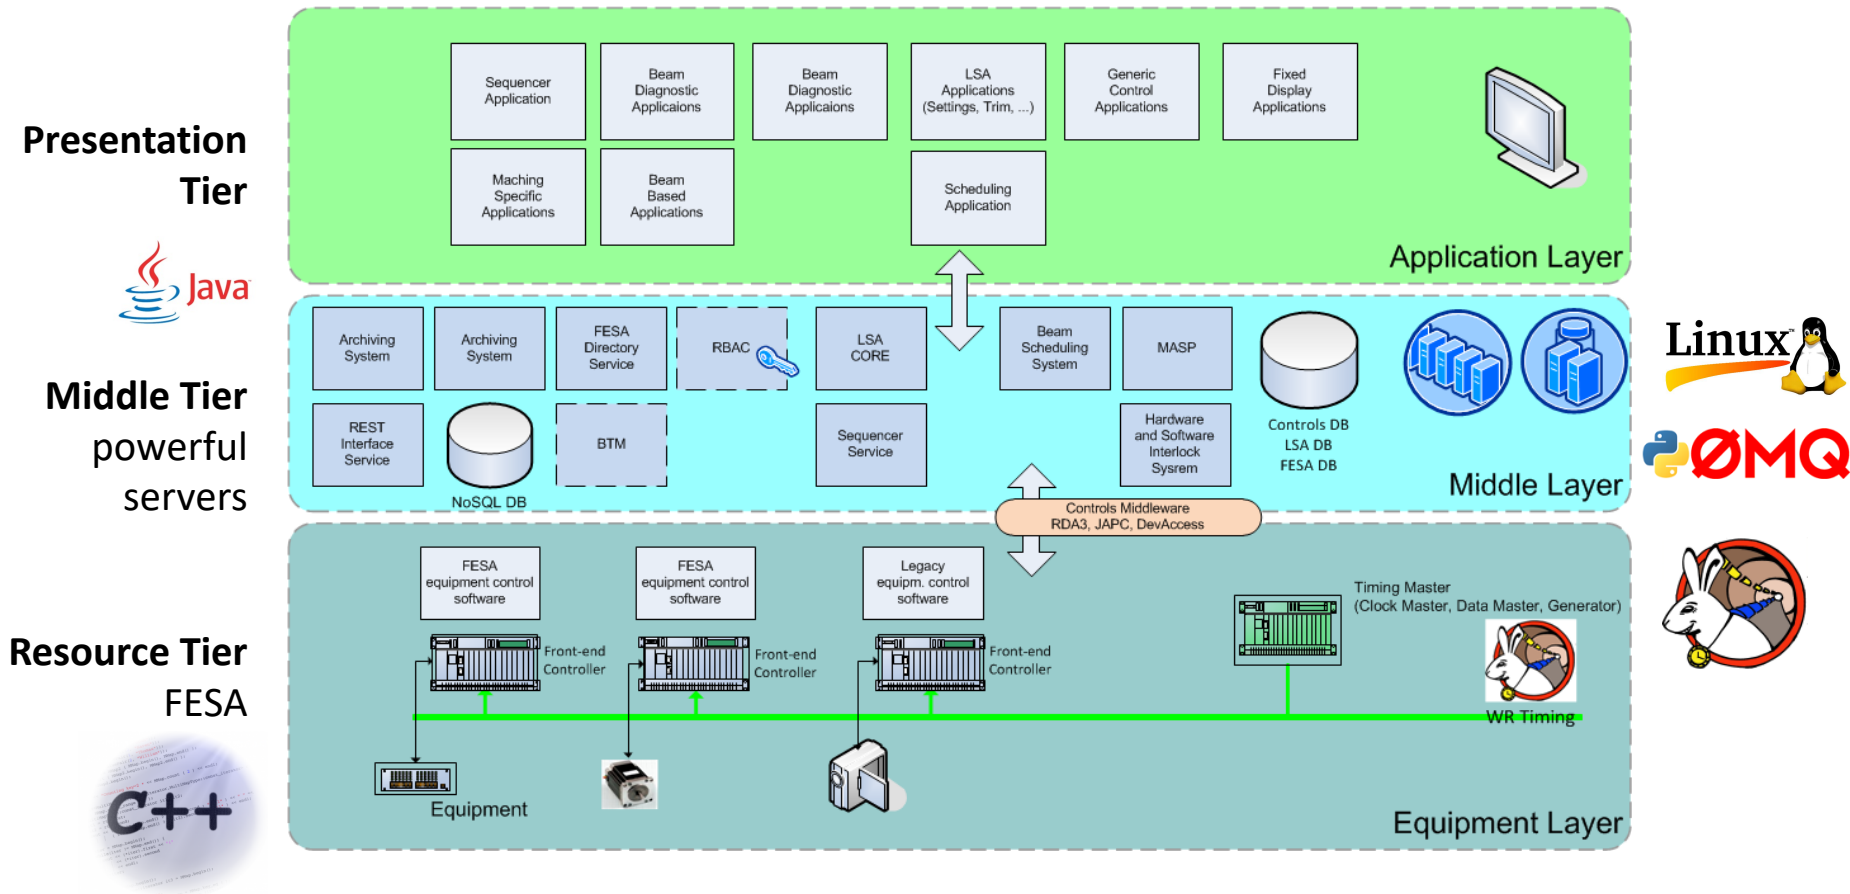 Presentation
Tier
Java
Sequencer
Application
Beam
Diagnostic
Applicaions
Beam
Diagnostic
Applicaions
LSA
Applications
(Settings, Trim, ...)
Generic
Control
Applications
Fixed
Display
Applications
Maching
Specific
Applications
Beam
Based
Applications
Scheduling
Application
Application Layer
Middle Tier
powerful
servers
Archiving
System
Archiving
System
FESA
Directory
Service
RBAC
LSA
CORE
Beam
Scheduling
System
MASP
REST
Interface
Service
NoSQL DB
BTM
Sequencer
Service
Hardware
and Software
Interlock
Sysrem
Controls DB
LSA DB
FESA DB
Middle Layer
Linux
ØMQ
Controls Middleware
RDA3, JAPC, DevAccess
Resource Tier
FESA
C++
FESA
equipment control
software
FESA
equipment control
software
Legacy
equipm. control
software
Front-end
Controller
Front-end
Controller
Front-end
Controller
Timing Master
(Clock Master, Data Master, Generator)
WR Timing
Equipment
Equipment Layer